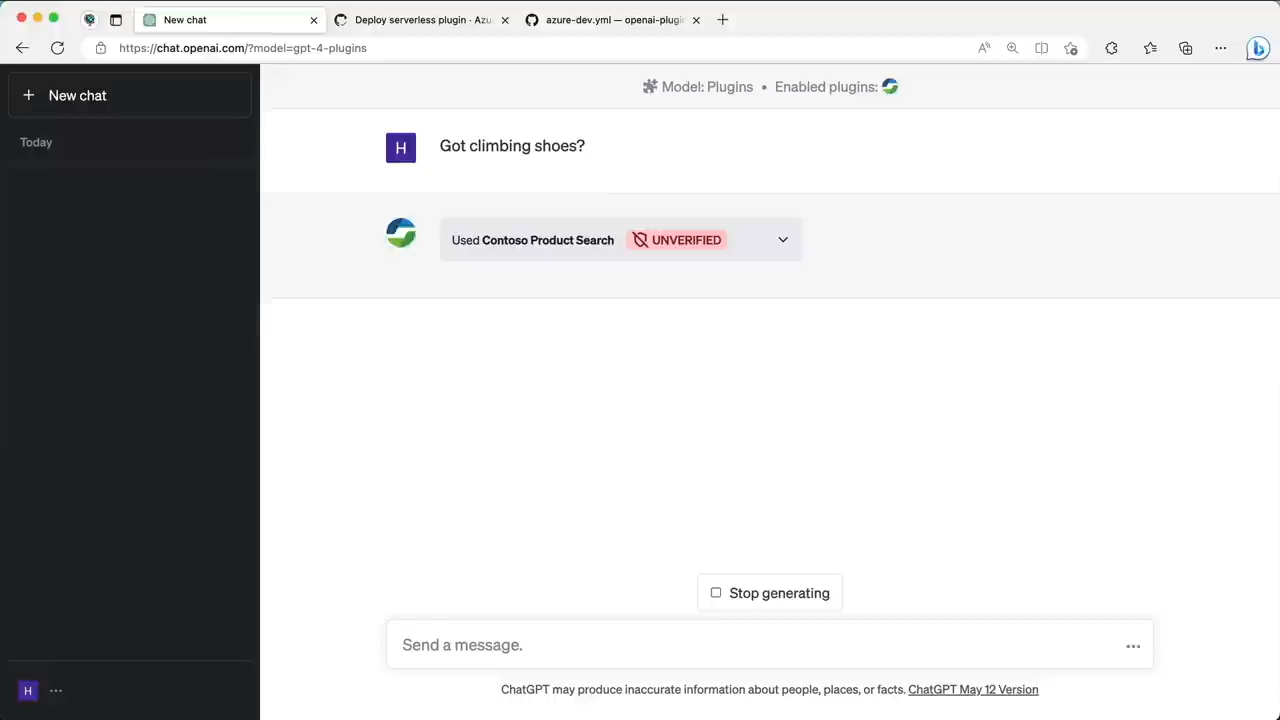 New chat
Deploy serverless plugin · Azu
azure-dev.yml — openai-plugin
https://chat.openai.com/?model=gpt-4-plugins
New chat
Today
Model: Plugins • Enabled plugins:
H
Got climbing shoes?
Used Contoso Product Search UNVERIFIED
Stop generating
Send a message.
ChatGPT may produce inaccurate information about people, places, or facts. ChatGPT May 12 Version
H